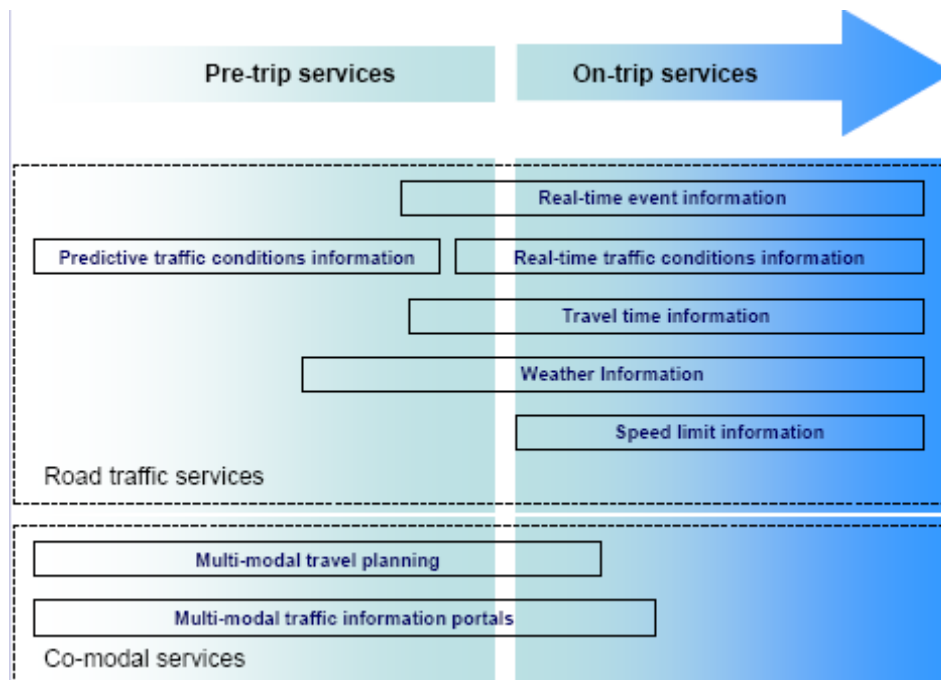 Pre-trip services
On-trip services
Real-time event information
Predictive traffic conditions information
Real-time traffic conditions information
Travel time information
Weather Information
Speed limit information
Road traffic services
Multi-modal travel planning
Multi-modal traffic information portals
Co-modal services